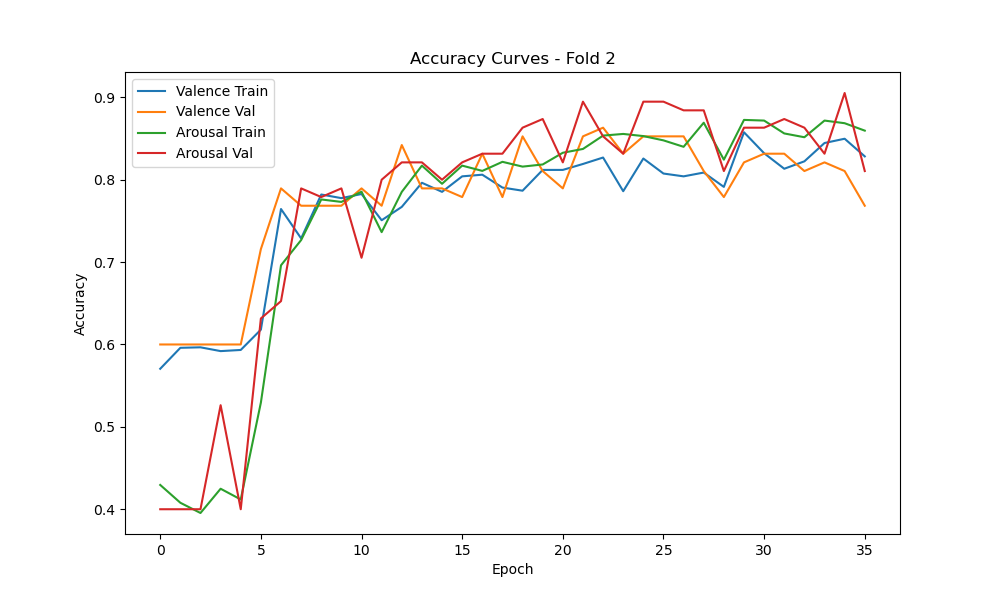 Accuracy Curves - Fold 2
Valence Train
Valence Val
Arousal Train
Arousal Val
0.9
0.8
0.7
0.6
0.5
0.4
Accuracy
0 5 10 15 20 25 30 35
Epoch